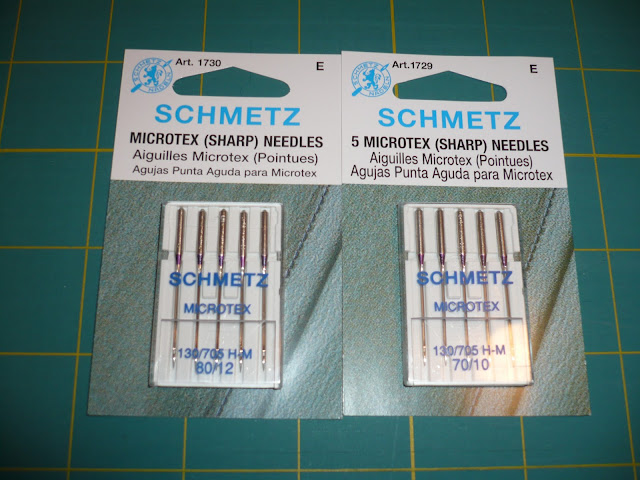 Art. 1730 E
SCHMETZ
MICROTEX (SHARP) NEEDLES
Aiguilles Microtex (Pointues)
Agujas Punta Aguda para Microtex
SCHMETZ
MICROTEX
130/705 H-M
80/12
Art.1729 E
SCHMETZ
5 MICROTEX (SHARP) NEEDLES
Aiguilles Microtex (Pointues)
Agujas Punta Aguda para Microtex
SCHMETZ
MICROTEX
130/705 H-M
70/10